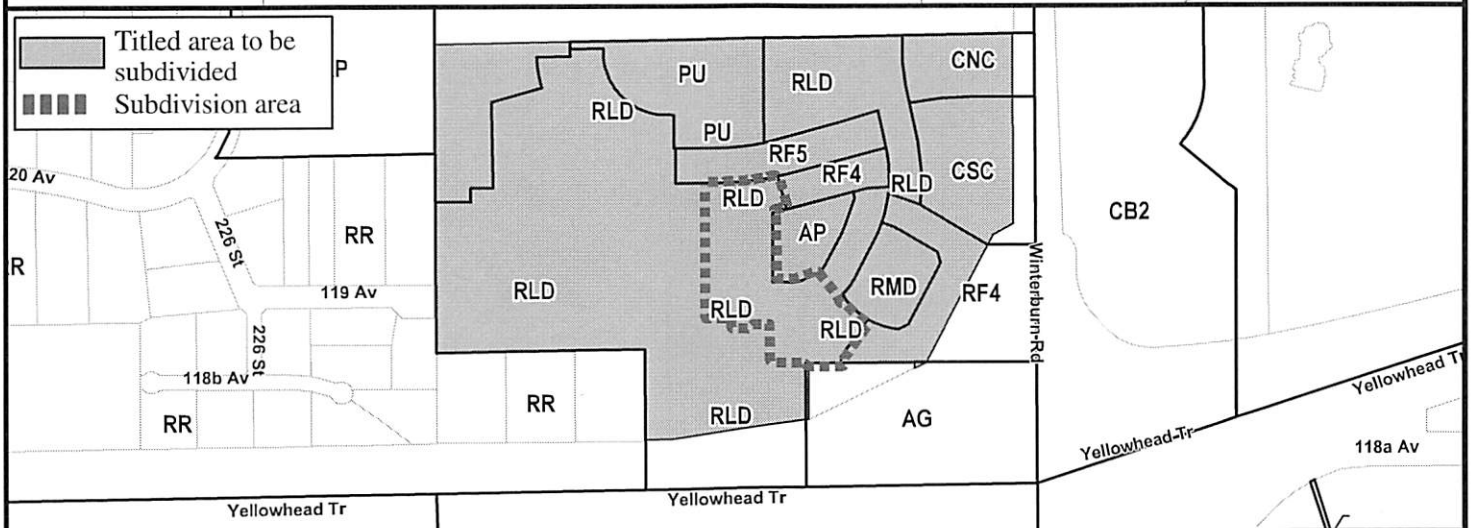 Titled area to be
subdivided
Subdivision area
P
PU
RLD
CNC
RLD
PU
RF5
RF4
CSC
20 Av
RLD
RLD
226 St
RR
AP
CB2
R
119 Av
RLD
RMD
RF4
Winterburn Rd
RLD
RLD
226 St
118b Av
RR
RR
RLD
AG
Yellowhead Tr
Yellowhead Tr
118a Av
Yellowhead Tr
Yellowhead Tr